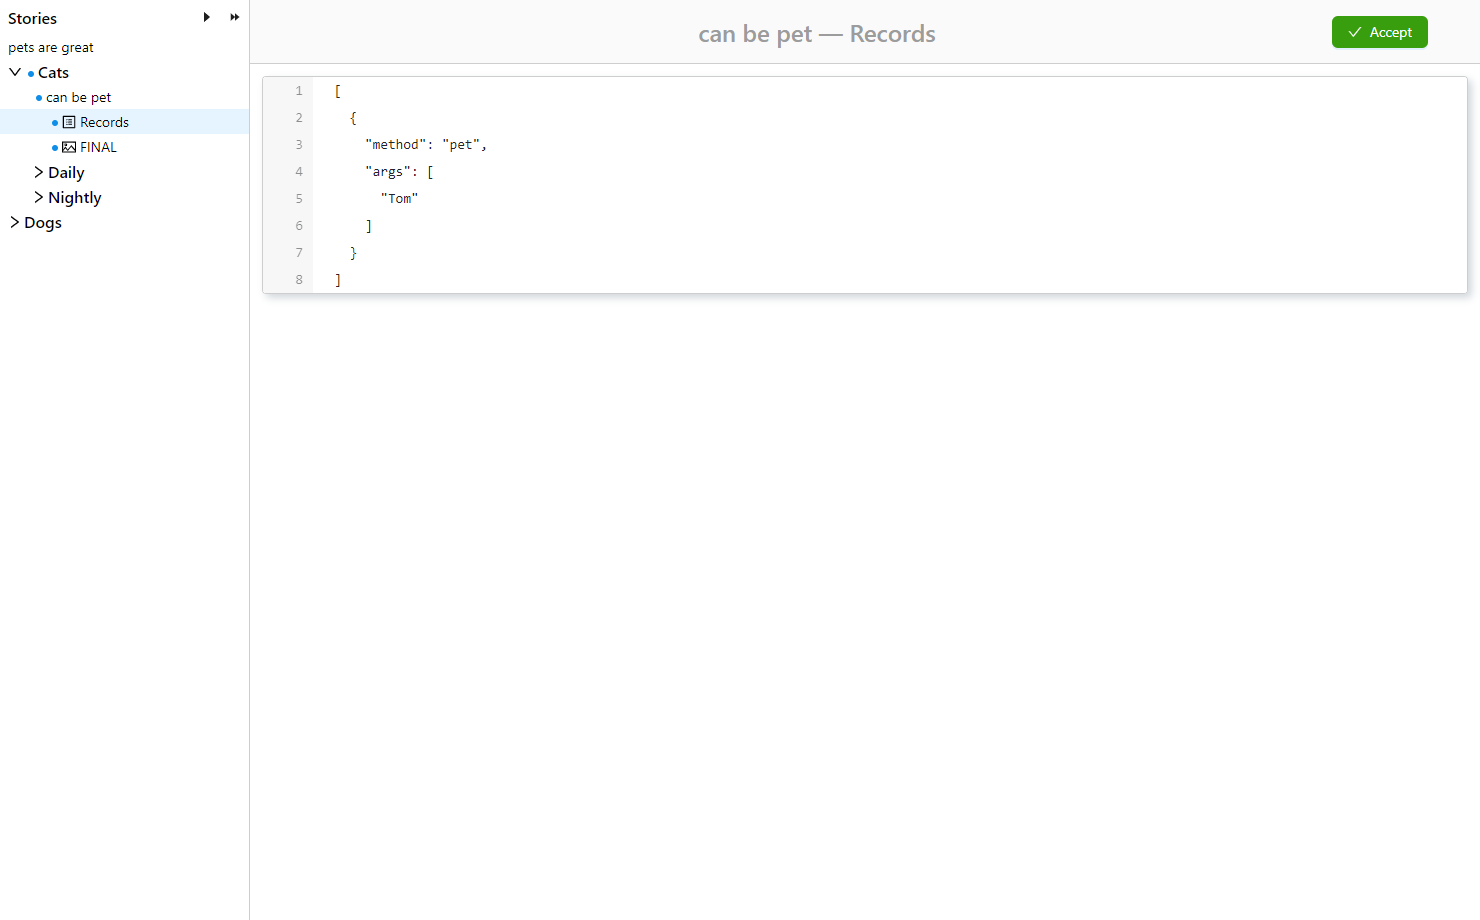 Stories
pets are great
Cats
can be pet
Records
FINAL
Daily
Nightly
Dogs
can be pet — Records
Accept
1 [
2 {
3 "method": "pet",
4 "args": [
5 "Tom"
6 ]
7 }
8 ]